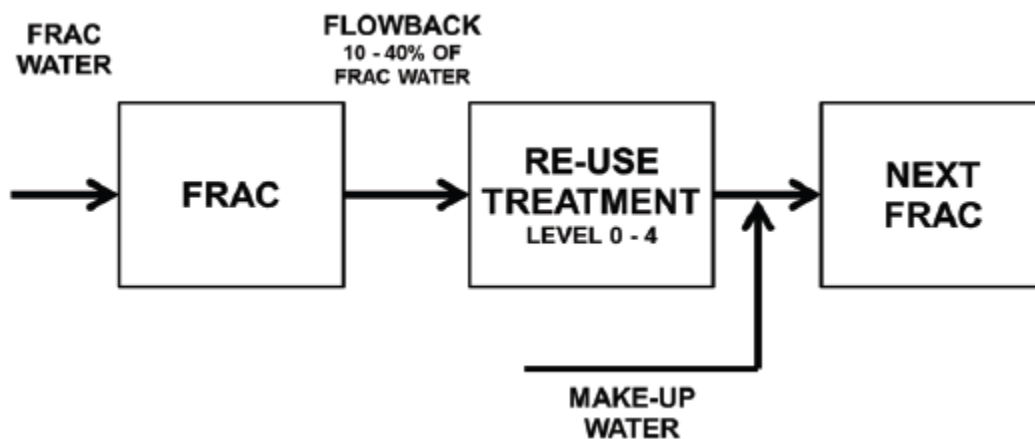 FRAC
WATER
FLOWBACK
10 - 40% OF
FRAC WATER
FRAC
RE-USE
TREATMENT
LEVEL 0 - 4
NEXT
FRAC
MAKE-UP
WATER